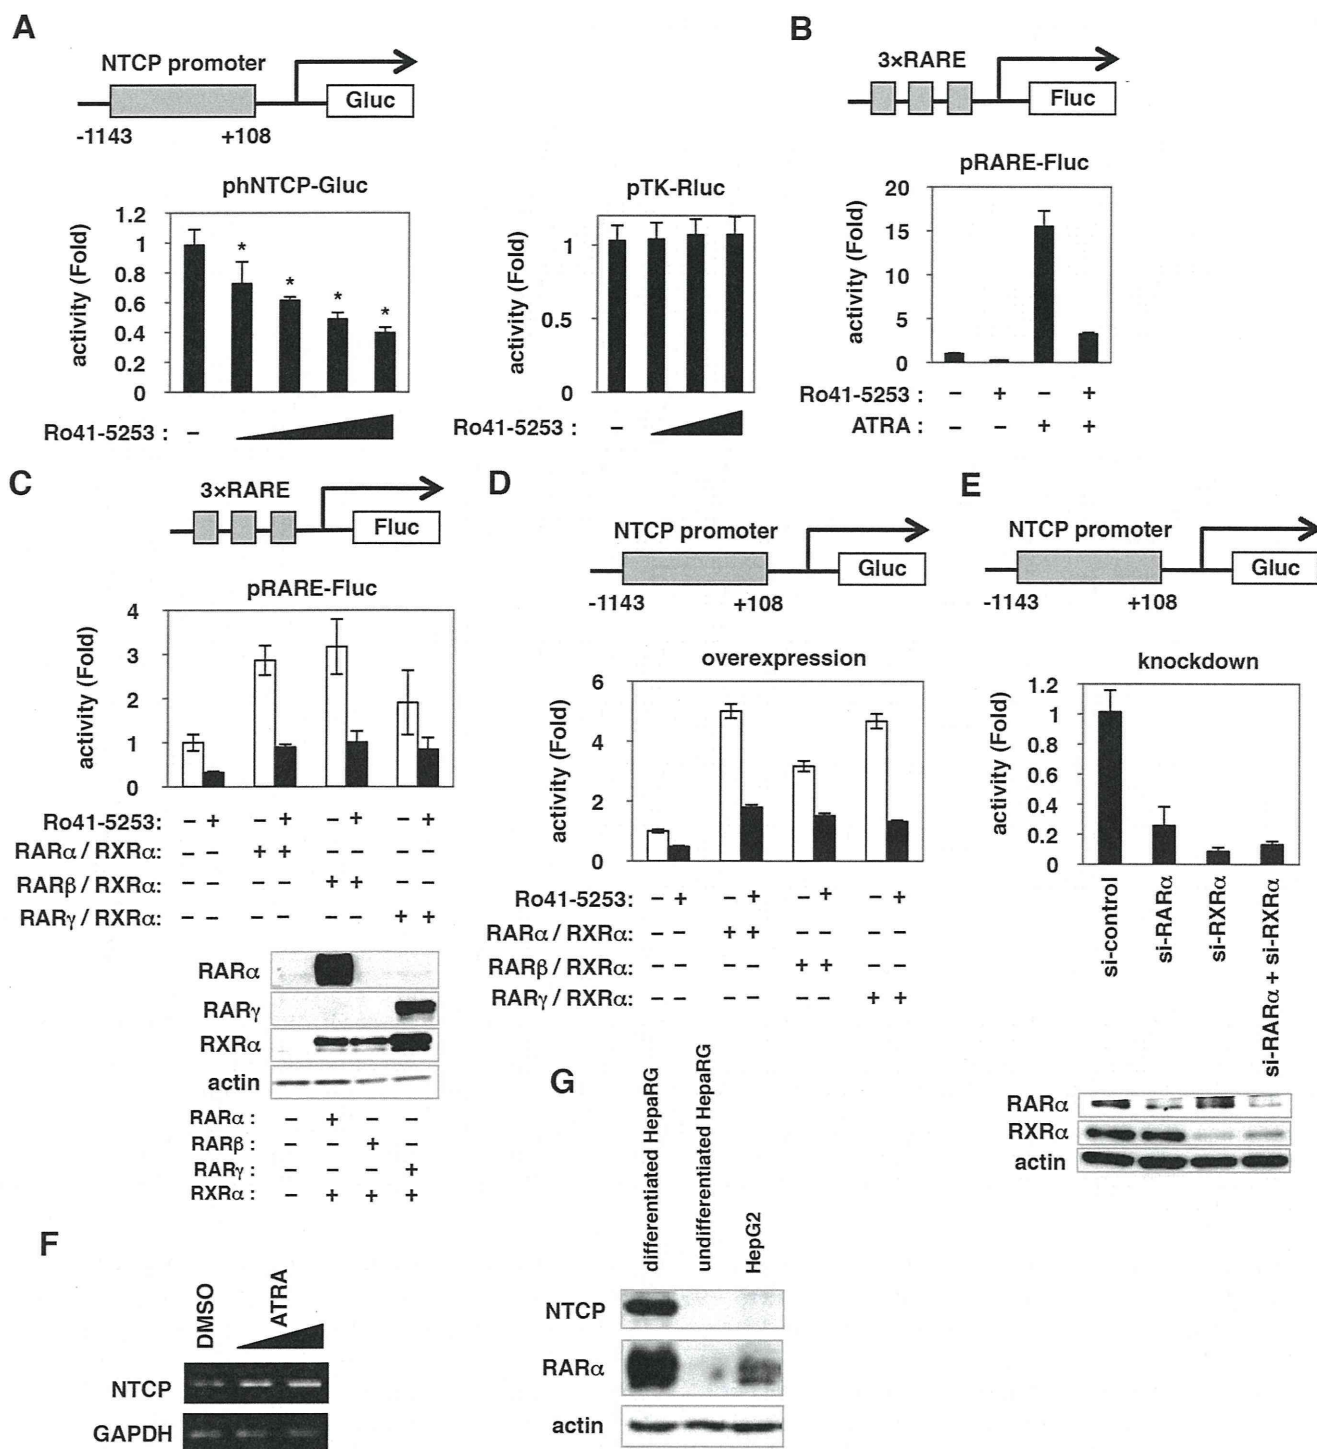 A
NTCP promoter
Gluc
-1143 +108
phNTCP-Gluc
activity (Fold)
1.2
1
0.8
0.6
0.4
0.2
0
* * * *
Ro41-5253 : −
pTK-Rluc
activity (Fold)
1
0.5
0
Ro41-5253 : −
B
3×RARE
Fluc
pRARE-Fluc
activity (Fold)
20
15
10
5
0
Ro41-5253 : − + − +
ATRA : − − + +
C
3×RARE
Fluc
pRARE-Fluc
activity (Fold)
4
3
2
1
0
Ro41-5253: − + − + − + − +
RARα / RXRα: − − + + − − − −
RARβ / RXRα: − − − − + + − −
RARγ / RXRα: − − − − − − + +
RARα
RARγ
RXRα
actin
RARα : − + − −
RARβ : − − + −
RARγ : − − − +
RXRα : − + + +
D
NTCP promoter
Gluc
-1143 +108
overexpression
activity (Fold)
6
4
2
0
Ro41-5253: − + − + − + − +
RARα / RXRα: − − + + − − − −
RARβ / RXRα: − − − − + + − −
RARγ / RXRα: − − − − − − + +
E
NTCP promoter
Gluc
-1143 +108
knockdown
activity (Fold)
1.2
1
0.8
0.6
0.4
0.2
0
si-control
si-RARα
si-RXRα
si-RARα + si-RXRα
RARα
RXRα
actin
F
DMSO
ATRA
NTCP
GAPDH
G
differentiated HepaRG
undifferentiated HepaRG
HepG2
NTCP
RARα
actin